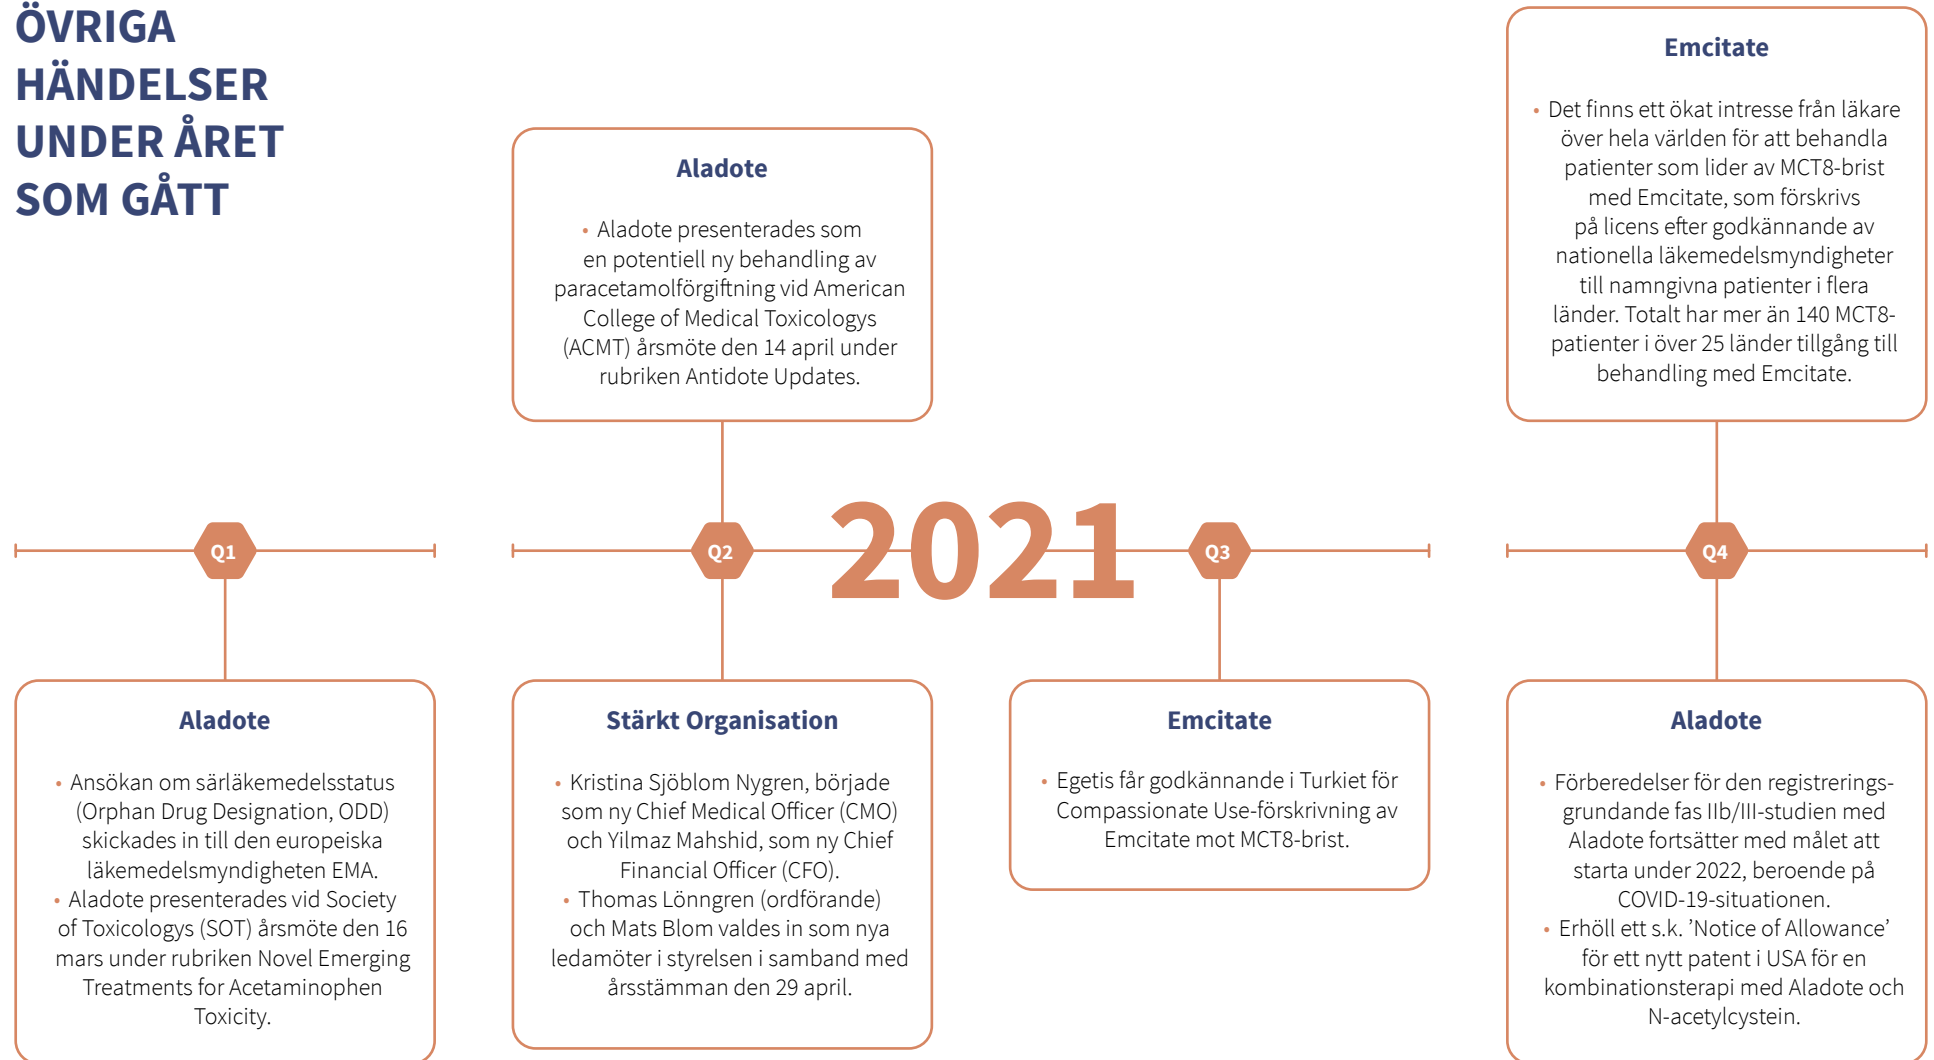 ÖVRIGA
HÄNDELSER
UNDER ÅRET
SOM GÅTT
2021
Q1
Aladote
• Ansökan om särläkemedelsstatus
(Orphan Drug Designation, ODD)
skickades in till den europeiska
läkemedelsmyndigheten EMA.
• Aladote presenterades vid Society
of Toxicologys (SOT) årsmöte den 16
mars under rubriken Novel Emerging
Treatments for Acetaminophen
Toxicity.
Q2
Aladote
• Aladote presenterades som
en potentiell ny behandling av
paracetamolförgiftning vid American
College of Medical Toxicologys
(ACMT) årsmöte den 14 april under
rubriken Antidote Updates.
Stärkt Organisation
• Kristina Sjöblom Nygren, började
som ny Chief Medical Officer (CMO)
och Yilmaz Mahshid, som ny Chief
Financial Officer (CFO).
• Thomas Lönngren (ordförande)
och Mats Blom valdes in som nya
ledamöter i styrelsen i samband med
årsstämman den 29 april.
Q3
Emcitate
• Egetis får godkännande i Turkiet för
Compassionate Use-förskrivning av
Emcitate mot MCT8-brist.
Q4
Emcitate
• Det finns ett ökat intresse från läkare
över hela världen för att behandla
patienter som lider av MCT8-brist
med Emcitate, som förskrivs
på licens efter godkännande av
nationella läkemedelsmyndigheter
till namngivna patienter i flera
länder. Totalt har mer än 140 MCT8-
patienter i över 25 länder tillgång till
behandling med Emcitate.
Aladote
• Förberedelser för den registrerings-
grundande fas IIb/III-studien med
Aladote fortsätter med målet att
starta under 2022, beroende på
COVID-19-situationen.
• Erhöll ett s.k. ’Notice of Allowance’
för ett nytt patent i USA för en
kombinationsterapi med Aladote och
N-acetylcystein.